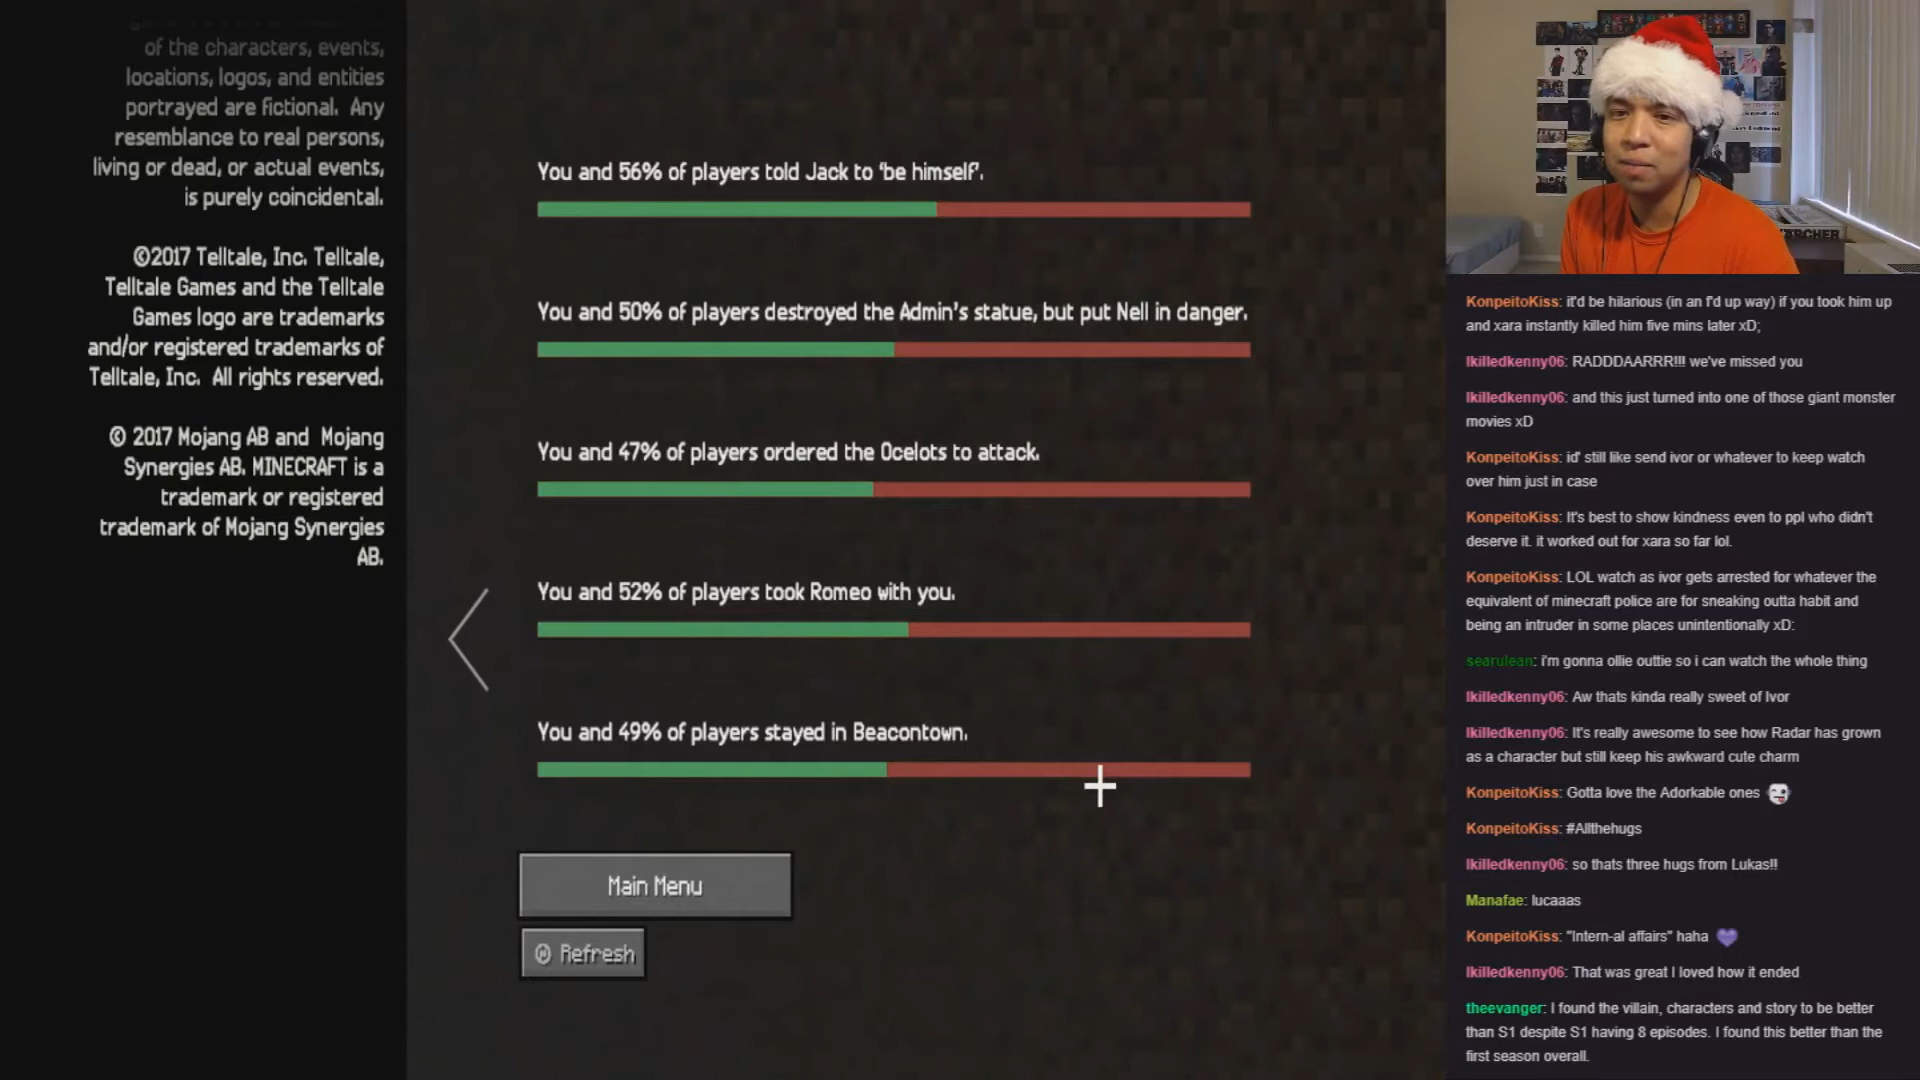 of the characters, events,
locations, logos, and entities
portrayed are fictional. Any
resemblance to real persons,
living or dead, or actual events,
is purely coincidental.
©2017 Telltale, Inc. Telltale,
Telltale Games and the Telltale
Games logo are trademarks
and/or registered trademarks of
Telltale, Inc. All rights reserved.
© 2017 Mojang AB and Mojang
Synergies AB. MINECRAFT is a
trademark or registered
trademark of Mojang Synergies
AB.
You and 56% of players told Jack to 'be himself'.
You and 50% of players destroyed the Admin's statue, but put Nell in danger.
You and 47% of players ordered the Ocelots to attack.
You and 52% of players took Romeo with you.
You and 49% of players stayed in Beacontown.
Main Menu
Refresh
KonpeitoKiss: it'd be hilarious (in an f'd up way) if you took him up
and xara instantly killed him five mins later xD;
Ikilledkenny06: RADDDAARRR!!! we've missed you
Ikilledkenny06: and this just turned into one of those giant monster
movies xD
KonpeitoKiss: id' still like send ivor or whatever to keep watch
over him just in case
KonpeitoKiss: It's best to show kindness even to ppl who didn't
deserve it. it worked out for xara so far lol.
KonpeitoKiss: LOL watch as ivor gets arrested for whatever the
equivalent of minecraft police are for sneaking outta habit and
being an intruder in some places unintentionally xD:
searulean: i'm gonna ollie outtie so i can watch the whole thing
Ikilledkenny06: Aw thats kinda really sweet of Ivor
Ikilledkenny06: It's really awesome to see how Radar has grown
as a character but still keep his awkward cute charm
KonpeitoKiss: Gotta love the Adorkable ones
KonpeitoKiss: #Allthehugs
Ikilledkenny06: so thats three hugs from Lukas!!
Manafae: lucaaas
KonpeitoKiss: "Intern-al affairs" haha
Ikilledkenny06: That was great I loved how it ended
theevanger: I found the villain, characters and story to be better
than S1 despite S1 having 8 episodes. I found this better than the
first season overall.